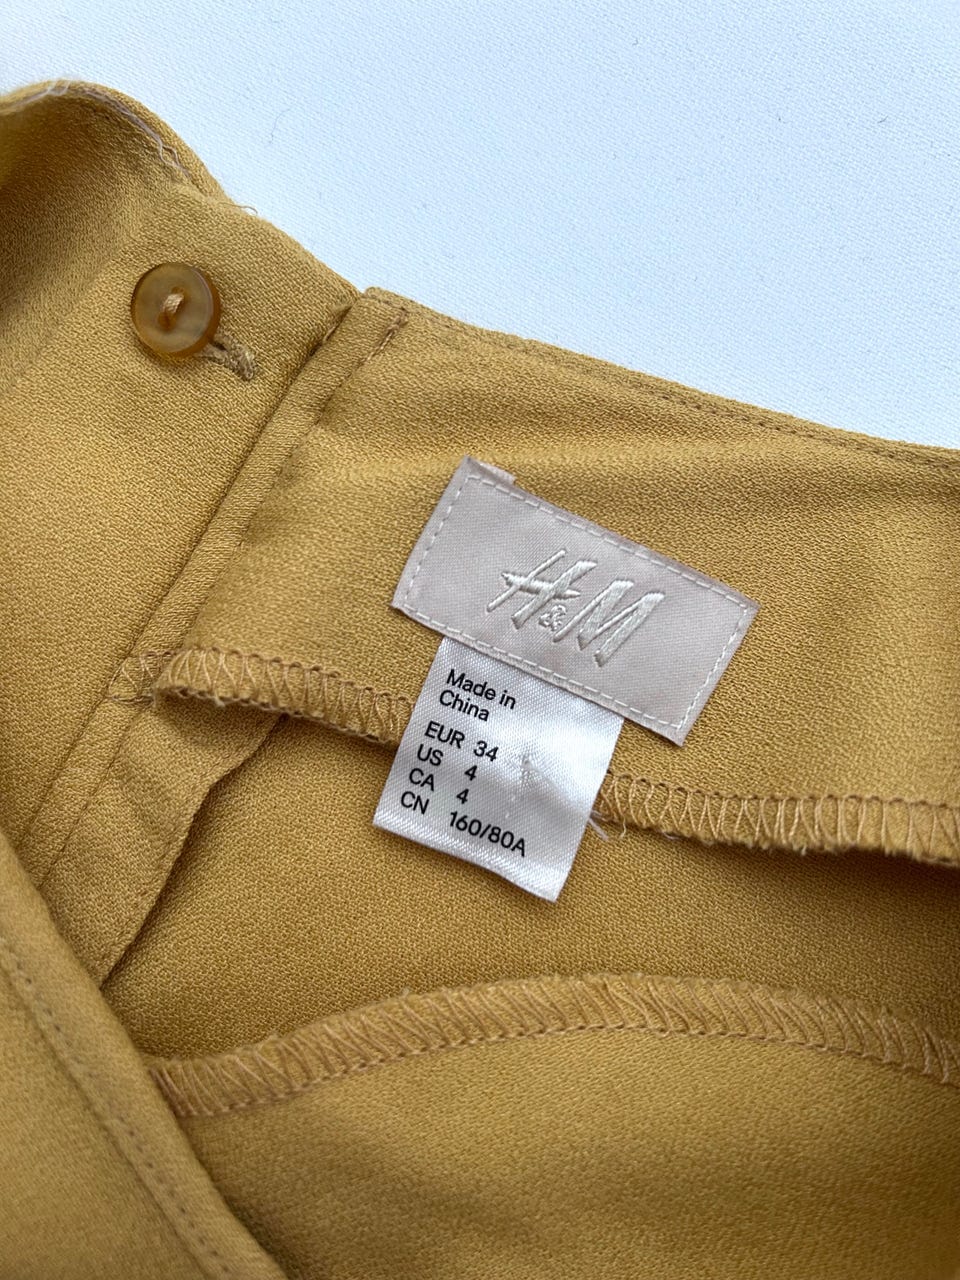 H&M
Made in
China
EUR 34
US 4
CA 4
CN 160/80A